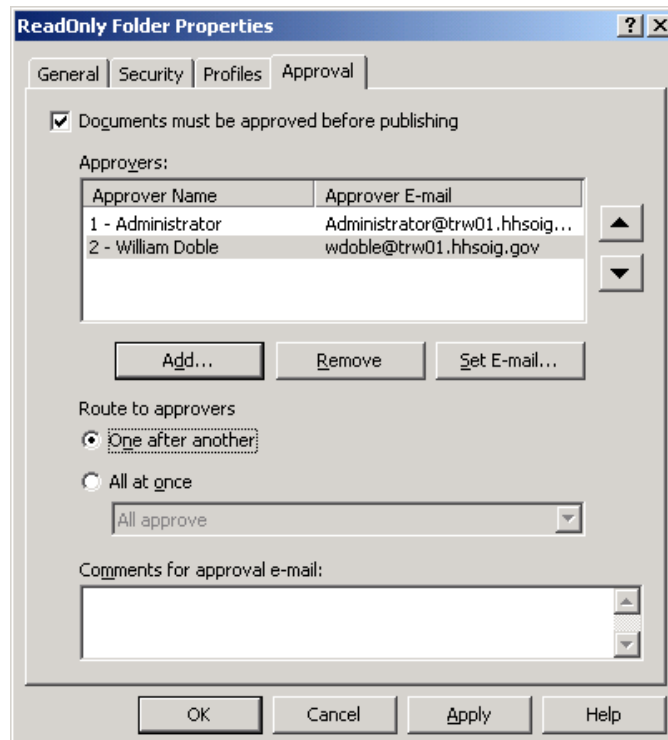 ReadOnly Folder Properties
General Security Profiles Approval
Documents must be approved before publishing
Approvers:
Approver Name Approver E-mail
1 - Administrator Administrator@trw01.hhsoig...
2 - William Doble wdoble@trw01.hhsoig.gov
Add... Remove Set E-mail...
Route to approvers
One after another
All at once
All approve
Comments for approval e-mail:
OK Cancel Apply Help